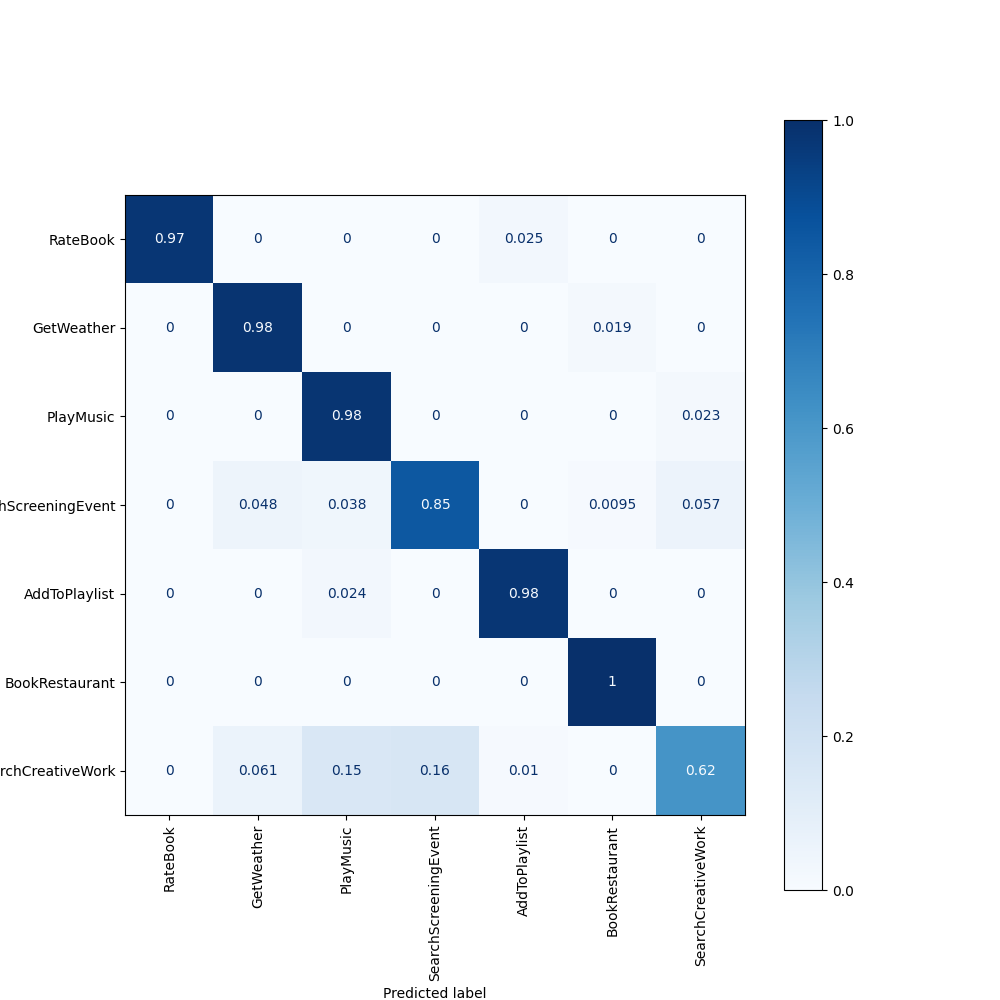 1.0
RateBook 0.97 0 0 0 0.025 0 0
0.8
GetWeather 0 0.98 0 0 0 0.019 0
PlayMusic 0 0 0.98 0 0 0 0.023
0.6
hScreeningEvent 0 0.048 0.038 0.85 0 0.0095 0.057
0.4
AddToPlaylist 0 0 0.024 0 0.98 0 0
BookRestaurant 0 0 0 0 0 1 0
0.2
rchCreativeWork 0 0.061 0.15 0.16 0.01 0 0.62
0.0
RateBook
GetWeather
PlayMusic
SearchScreeningEvent
AddToPlaylist
BookRestaurant
SearchCreativeWork
Predicted label